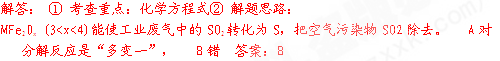 解答： ① 考查重点：化学方程式② 解题思路：
MFe₂Oₓ (3<x<4)能使工业废气中的SO₂转化为S，把空气污染物SO2除去。 A对
分解反应是“多变一”， B错 答案：B